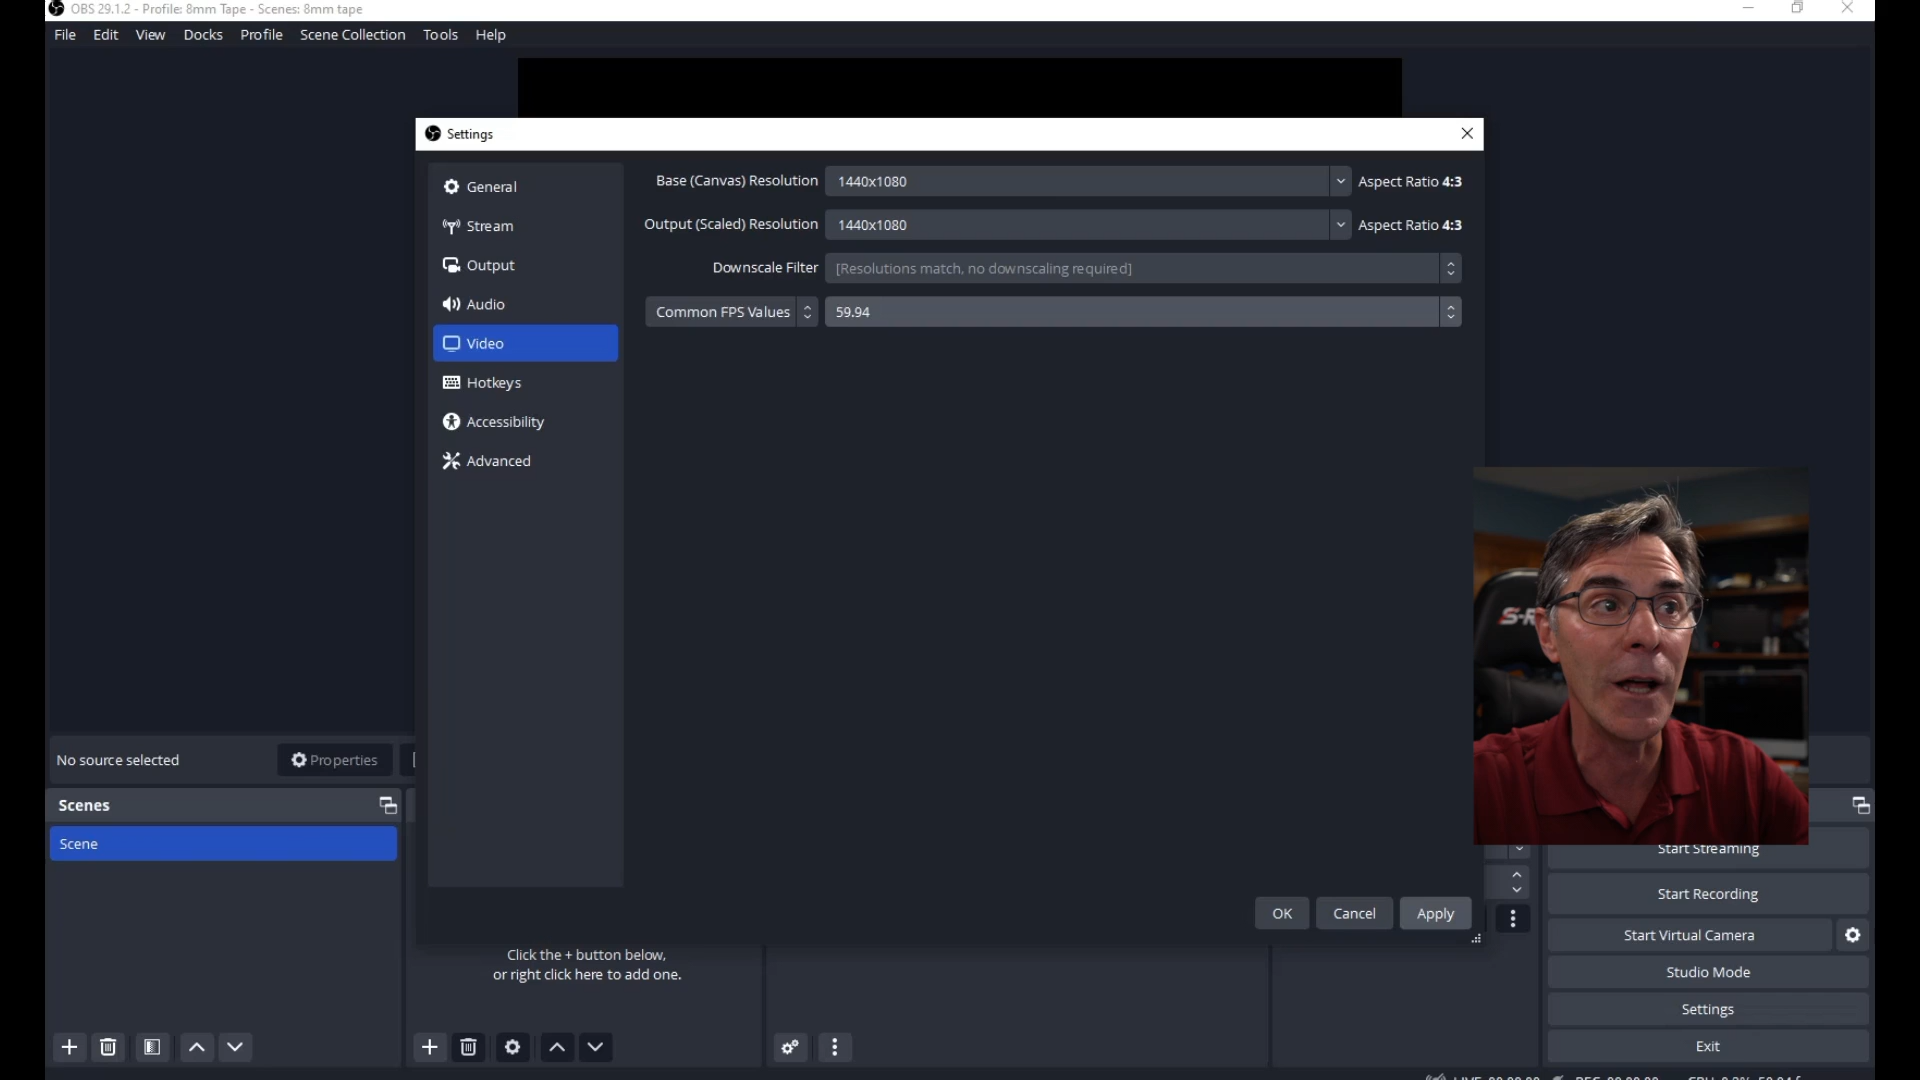 OBS 29.1.2 - Profile: 8mm Tape - Scenes: 8mm tape
File Edit View Docks Profile Scene Collection Tools Help
Settings
General
Stream
Output
Audio
Video
Hotkeys
Accessibility
Advanced
Base (Canvas) Resolution 1440x1080 Aspect Ratio 4:3
Output (Scaled) Resolution 1440x1080 Aspect Ratio 4:3
Downscale Filter [Resolutions match, no downscaling required]
Common FPS Values 59.94
S-R
OK Cancel Apply
No source selected Properties
Scenes
Scene
Click the + button below,
or right click here to add one.
Start Streaming
Start Recording
Start Virtual Camera
Studio Mode
Settings
Exit